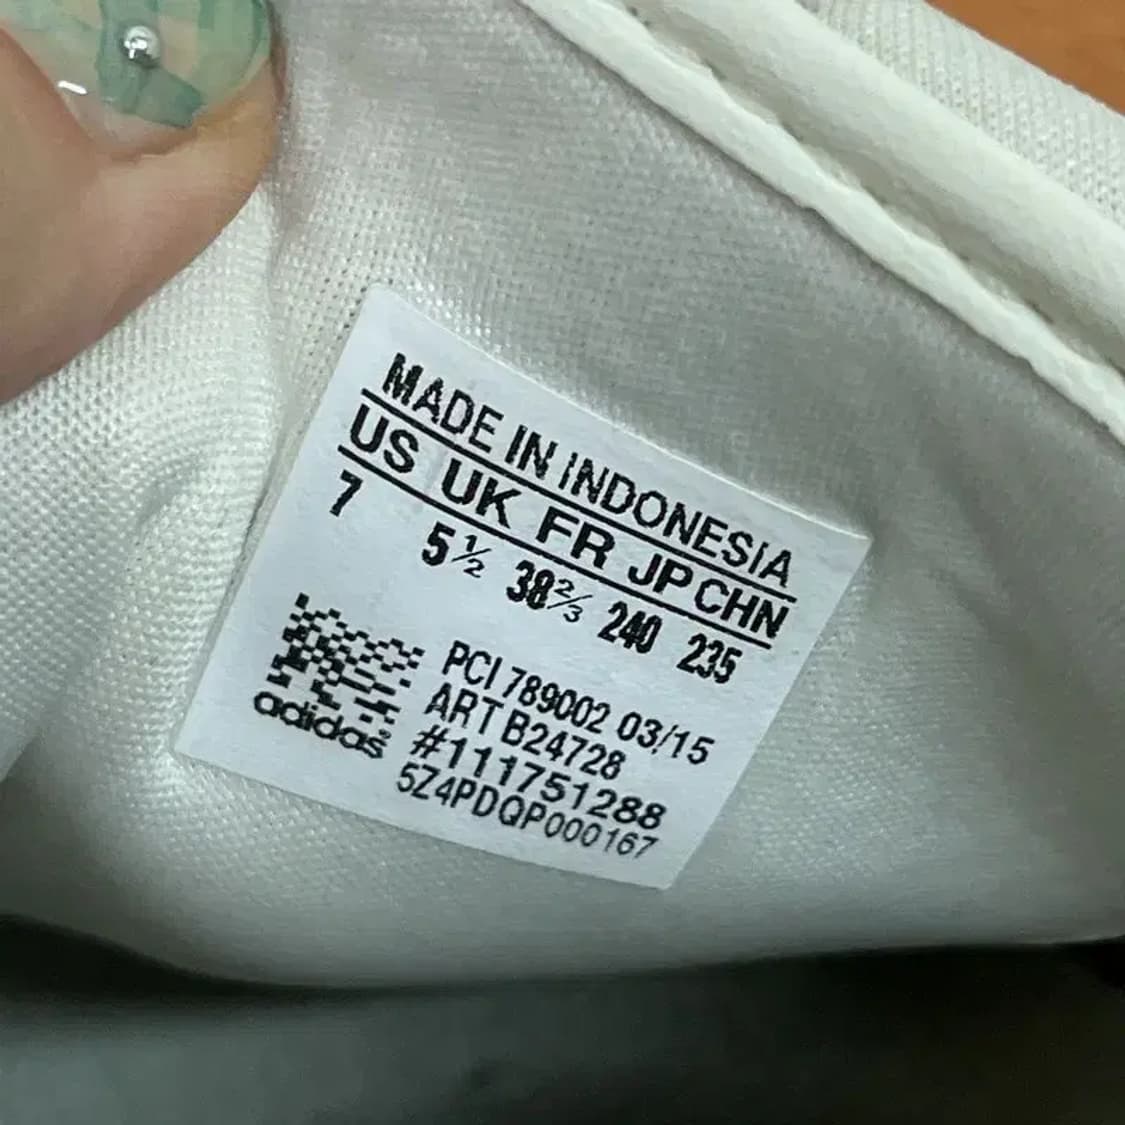 MADE IN INDONESIA
US UK FR JP CHN
7 5½ 38⅔ 240 235
PCI 789002 03/15
ART B24728
#111751288
5Z4PDQP000167
adidas